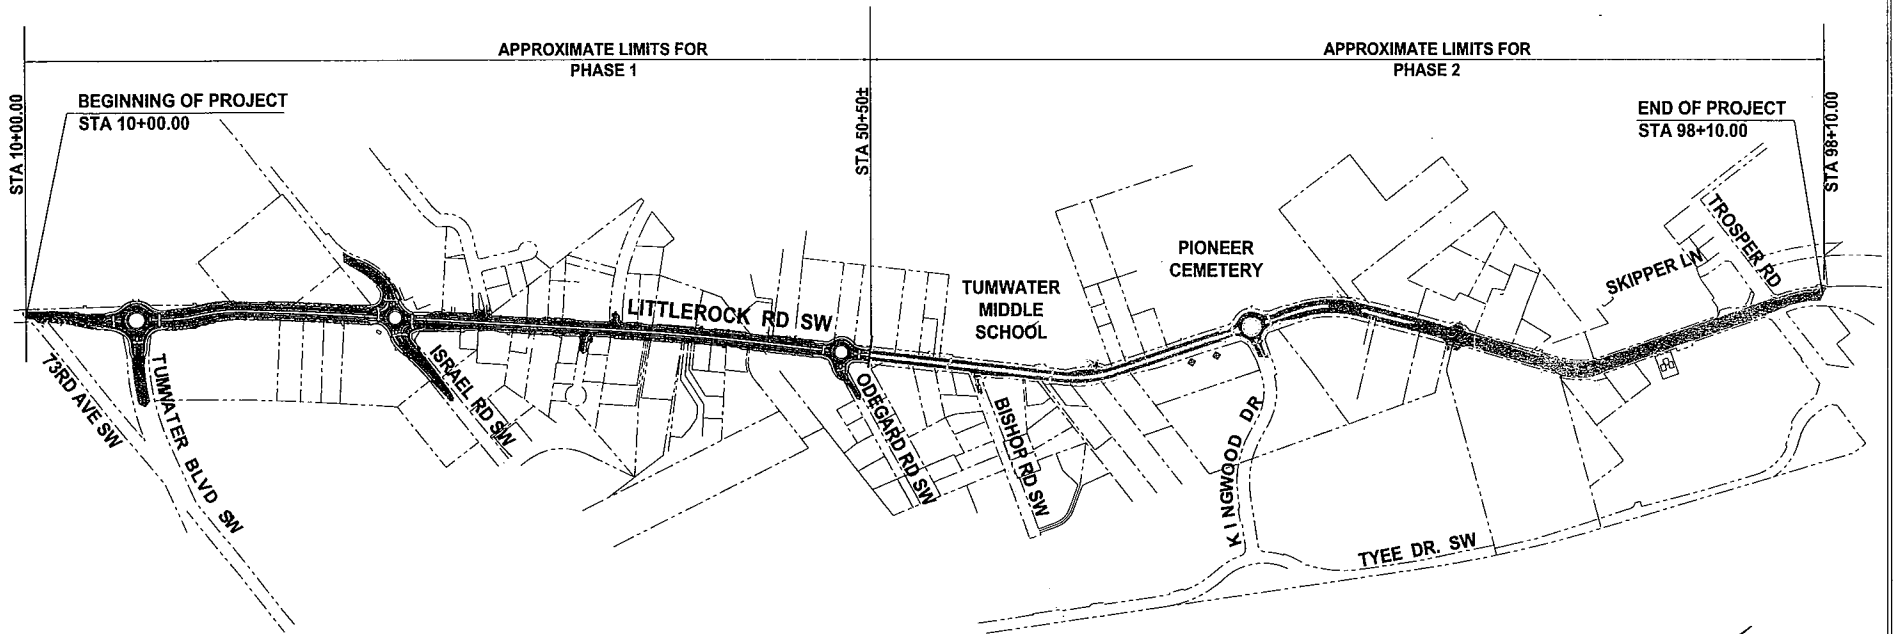 APPROXIMATE LIMITS FOR
PHASE 1
APPROXIMATE LIMITS FOR
PHASE 2
STA 10+00.00
BEGINNING OF PROJECT
STA 10+00.00
STA 50+50±
END OF PROJECT
STA 98+10.00
STA 98+10.00
TROSPER RD
SKIPPER LN
PIONEER
CEMETERY
TUMWATER
MIDDLE
SCHOOL
LITTLEROCK RD SW
73RD AVE SW
TUMWATER BLVD SW
ISRAEL RD SW
ODEGARD RD SW
BISHOP RD SW
KINGWOOD DR
TYEE DR. SW